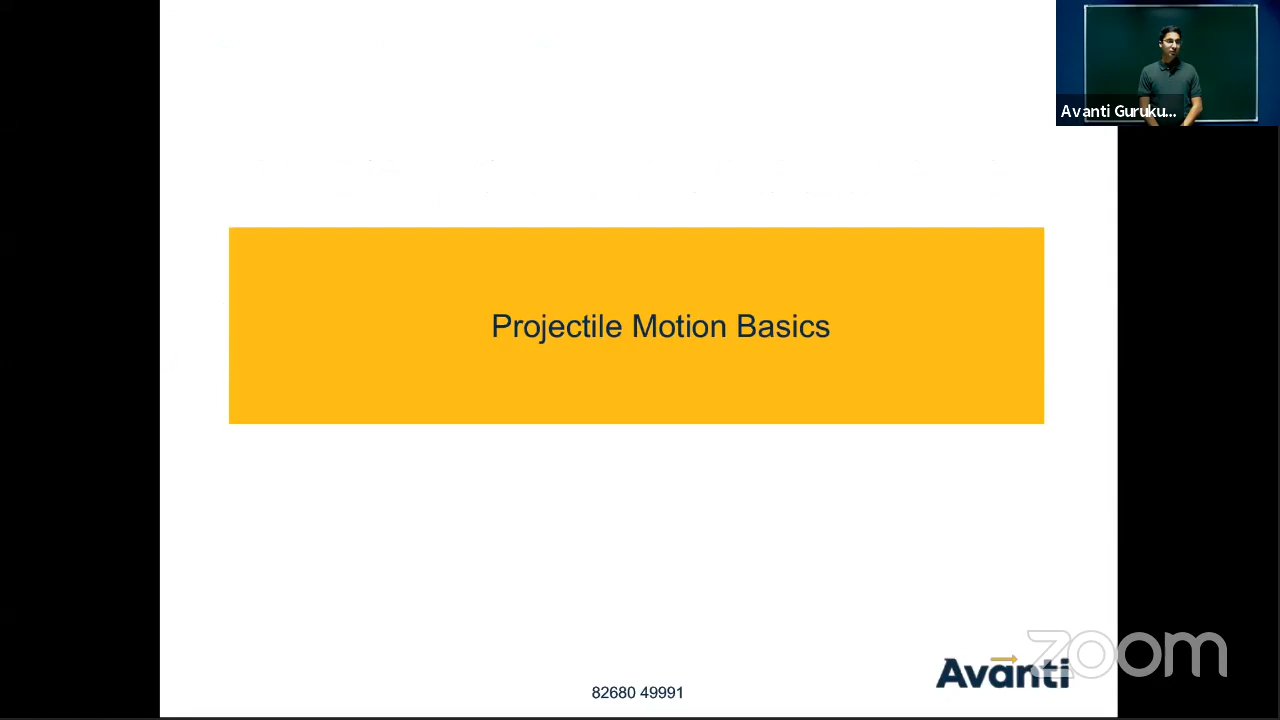 Avanti Guruku...
Projectile Motion Basics
zoom
Avanti
82680 49991